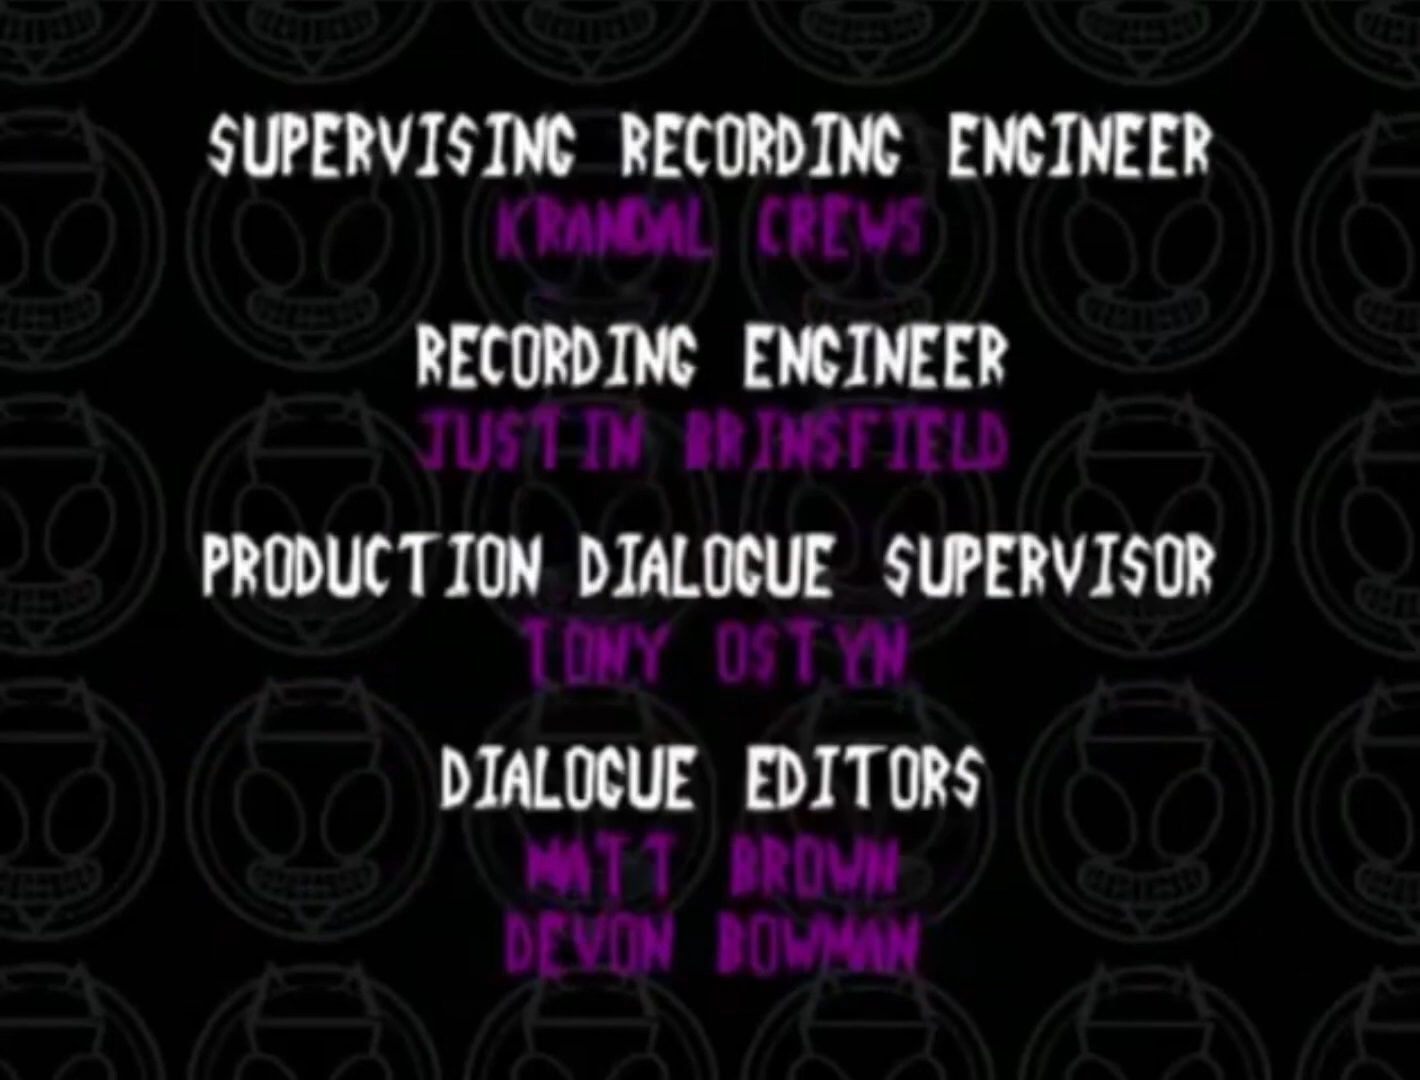 SUPERVISING RECORDING ENGINEER
KRANDAL CREWS
RECORDING ENGINEER
JUSTIN BRINSFIELD
PRODUCTION DIALOGUE SUPERVISOR
TONY OSTYN
DIALOGUE EDITORS
MATT BROWN
DEVON BOWMAN